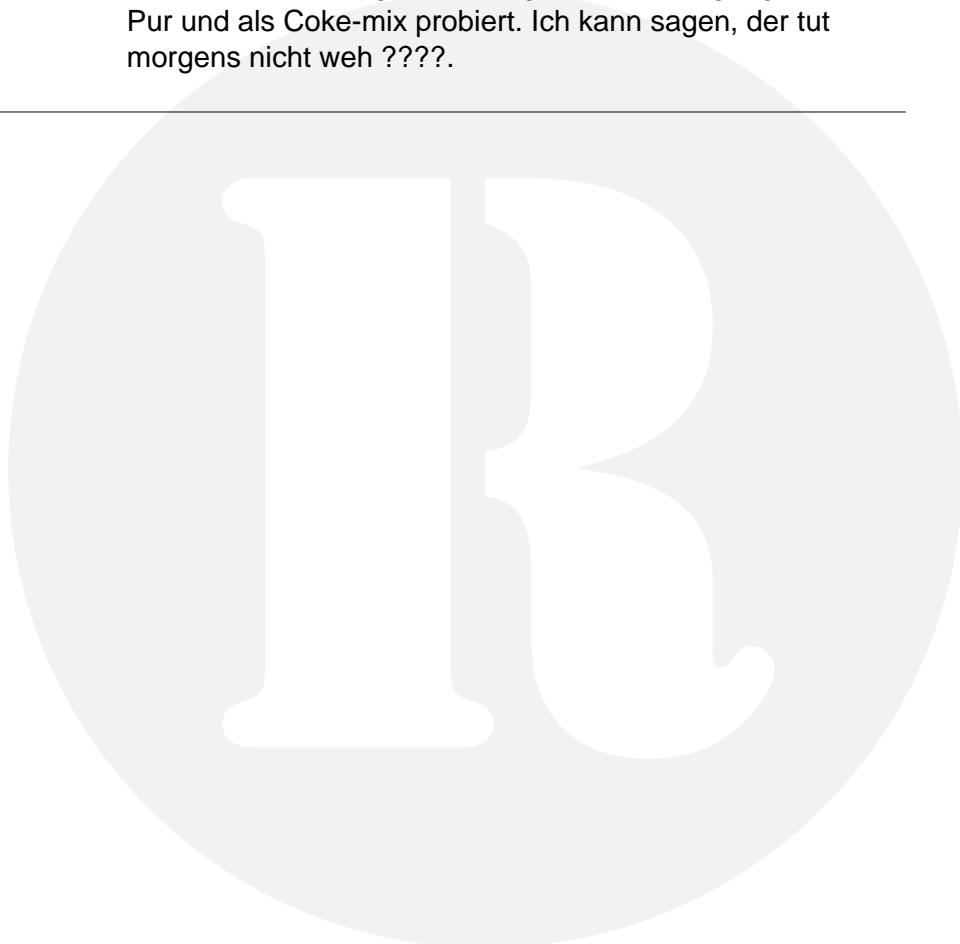 Pur und als Coke-mix probiert. Ich kann sagen, der tut
morgens nicht weh ????.
R